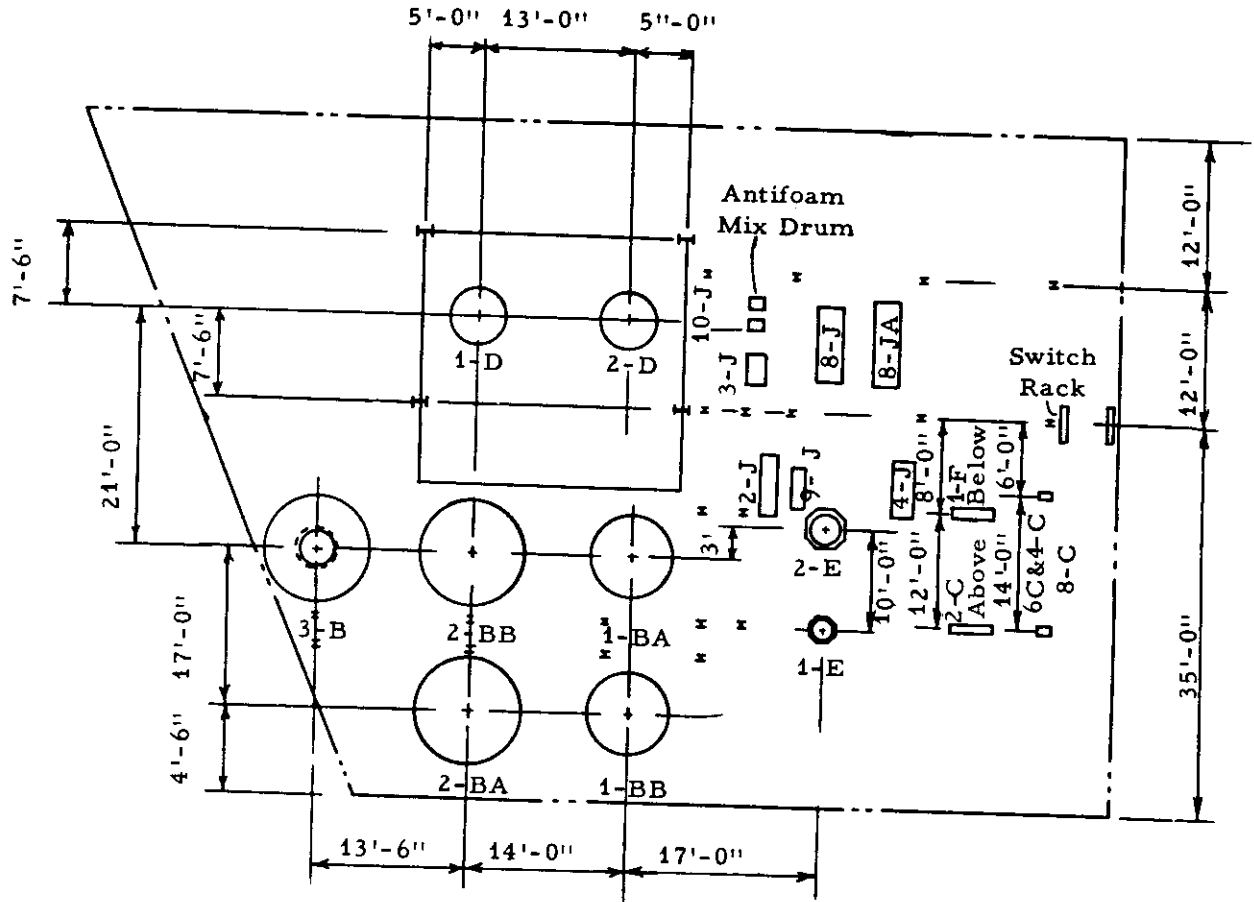 5'-0" 13'-0" 5"-0"
Antifoam
Mix Drum
12'-0"
7'-6"
10-J
8-J
8-JA
1-D
2-D
7'-6"
3-J
Switch
Rack
12'-0"
21'-0"
2-J
9-J
4-J
8'-0"
1-F
Below
6'-0"
3'
2-E
10'-0"
12'-0"
2-C
Above
14'-0"
6C&4-C
8-C
3-B
2-BB
1-BA
1-E
17'-0"
35'-0"
4'-6"
2-BA
1-BB
13'-6" 14'-0" 17'-0"